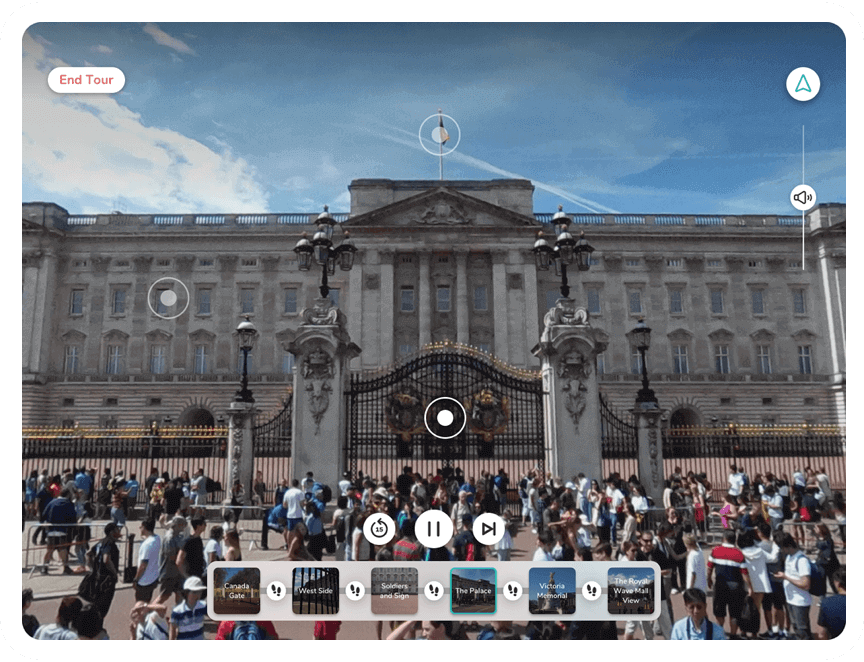 End Tour
15
Canada
Gate
West Side
Soldiers
and Sign
The Palace
Victoria
Memorial
The Royal
Wave Mall
View